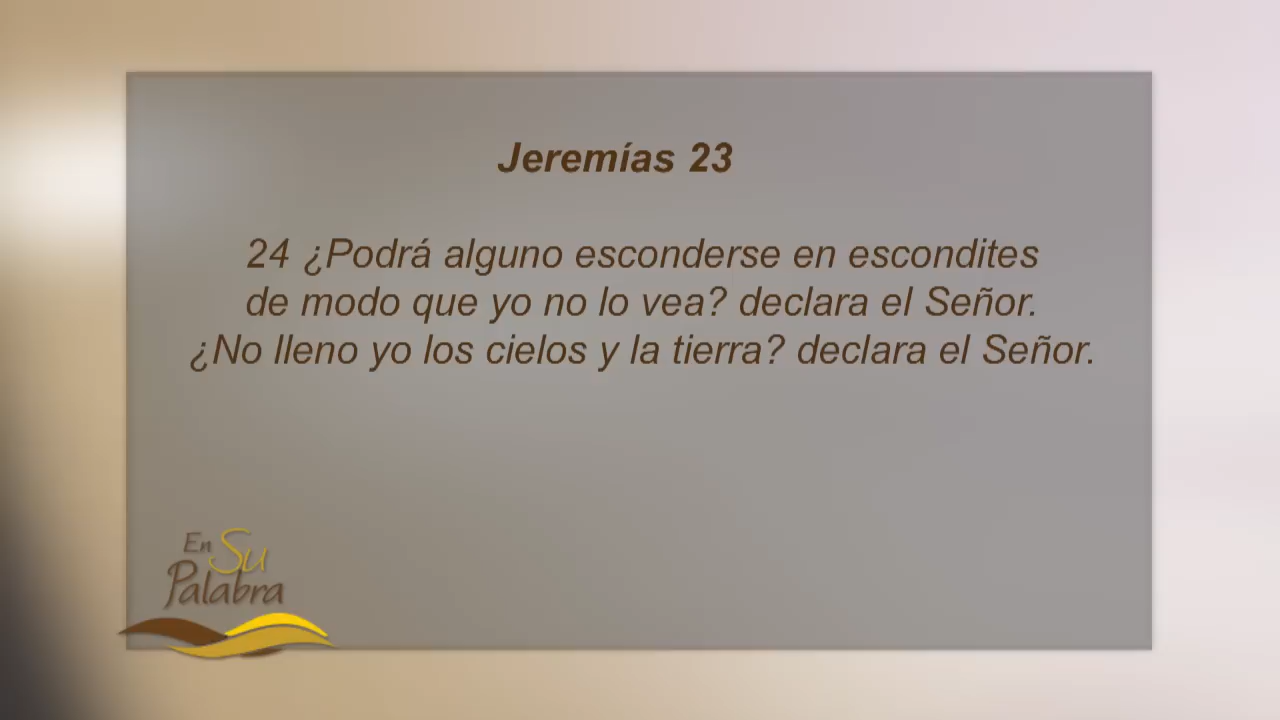 Jeremías 23
24 ¿Podrá alguno esconderse en escondites
de modo que yo no lo vea? declara el Señor.
¿No lleno yo los cielos y la tierra? declara el Señor.
En Su
Palabra